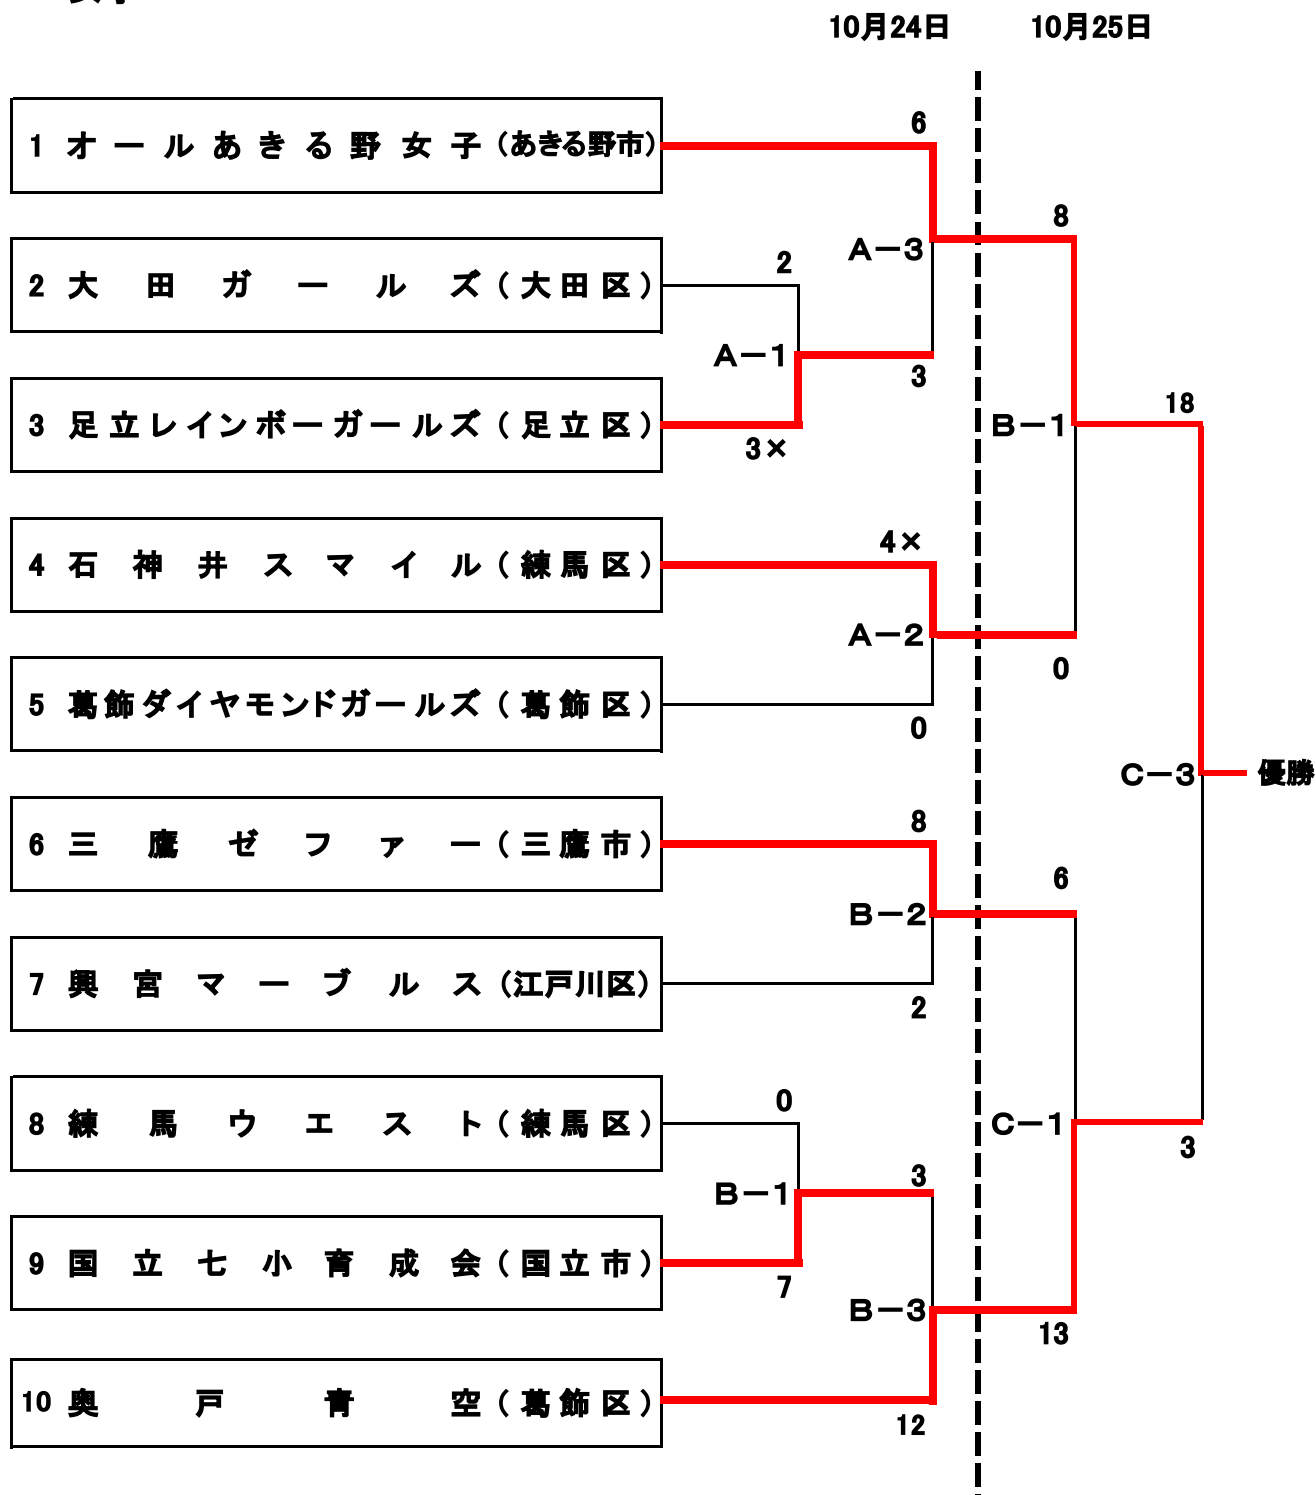 10月24日 10月25日
6
1 オールあきる野女子(あきる野市)
8
A－3
2
2 大田ガールズ(大田区)
A－1
3
18
3 足立レインボーガールズ(足立区)
B－1
3×
4×
4 石神井スマイル(練馬区)
A－2
0
5 葛飾ダイヤモンドガールズ(葛飾区)
0
C－3 優勝
8
6 三鷹ゼファー(三鷹市)
6
B－2
7 興宮マーブルス(江戸川区)
2
0
8 練馬ウエスト(練馬区)
C－1
3
3
B－1
9 国立七小育成会(国立市)
7
B－3
13
10 奥戸青空(葛飾区)
12